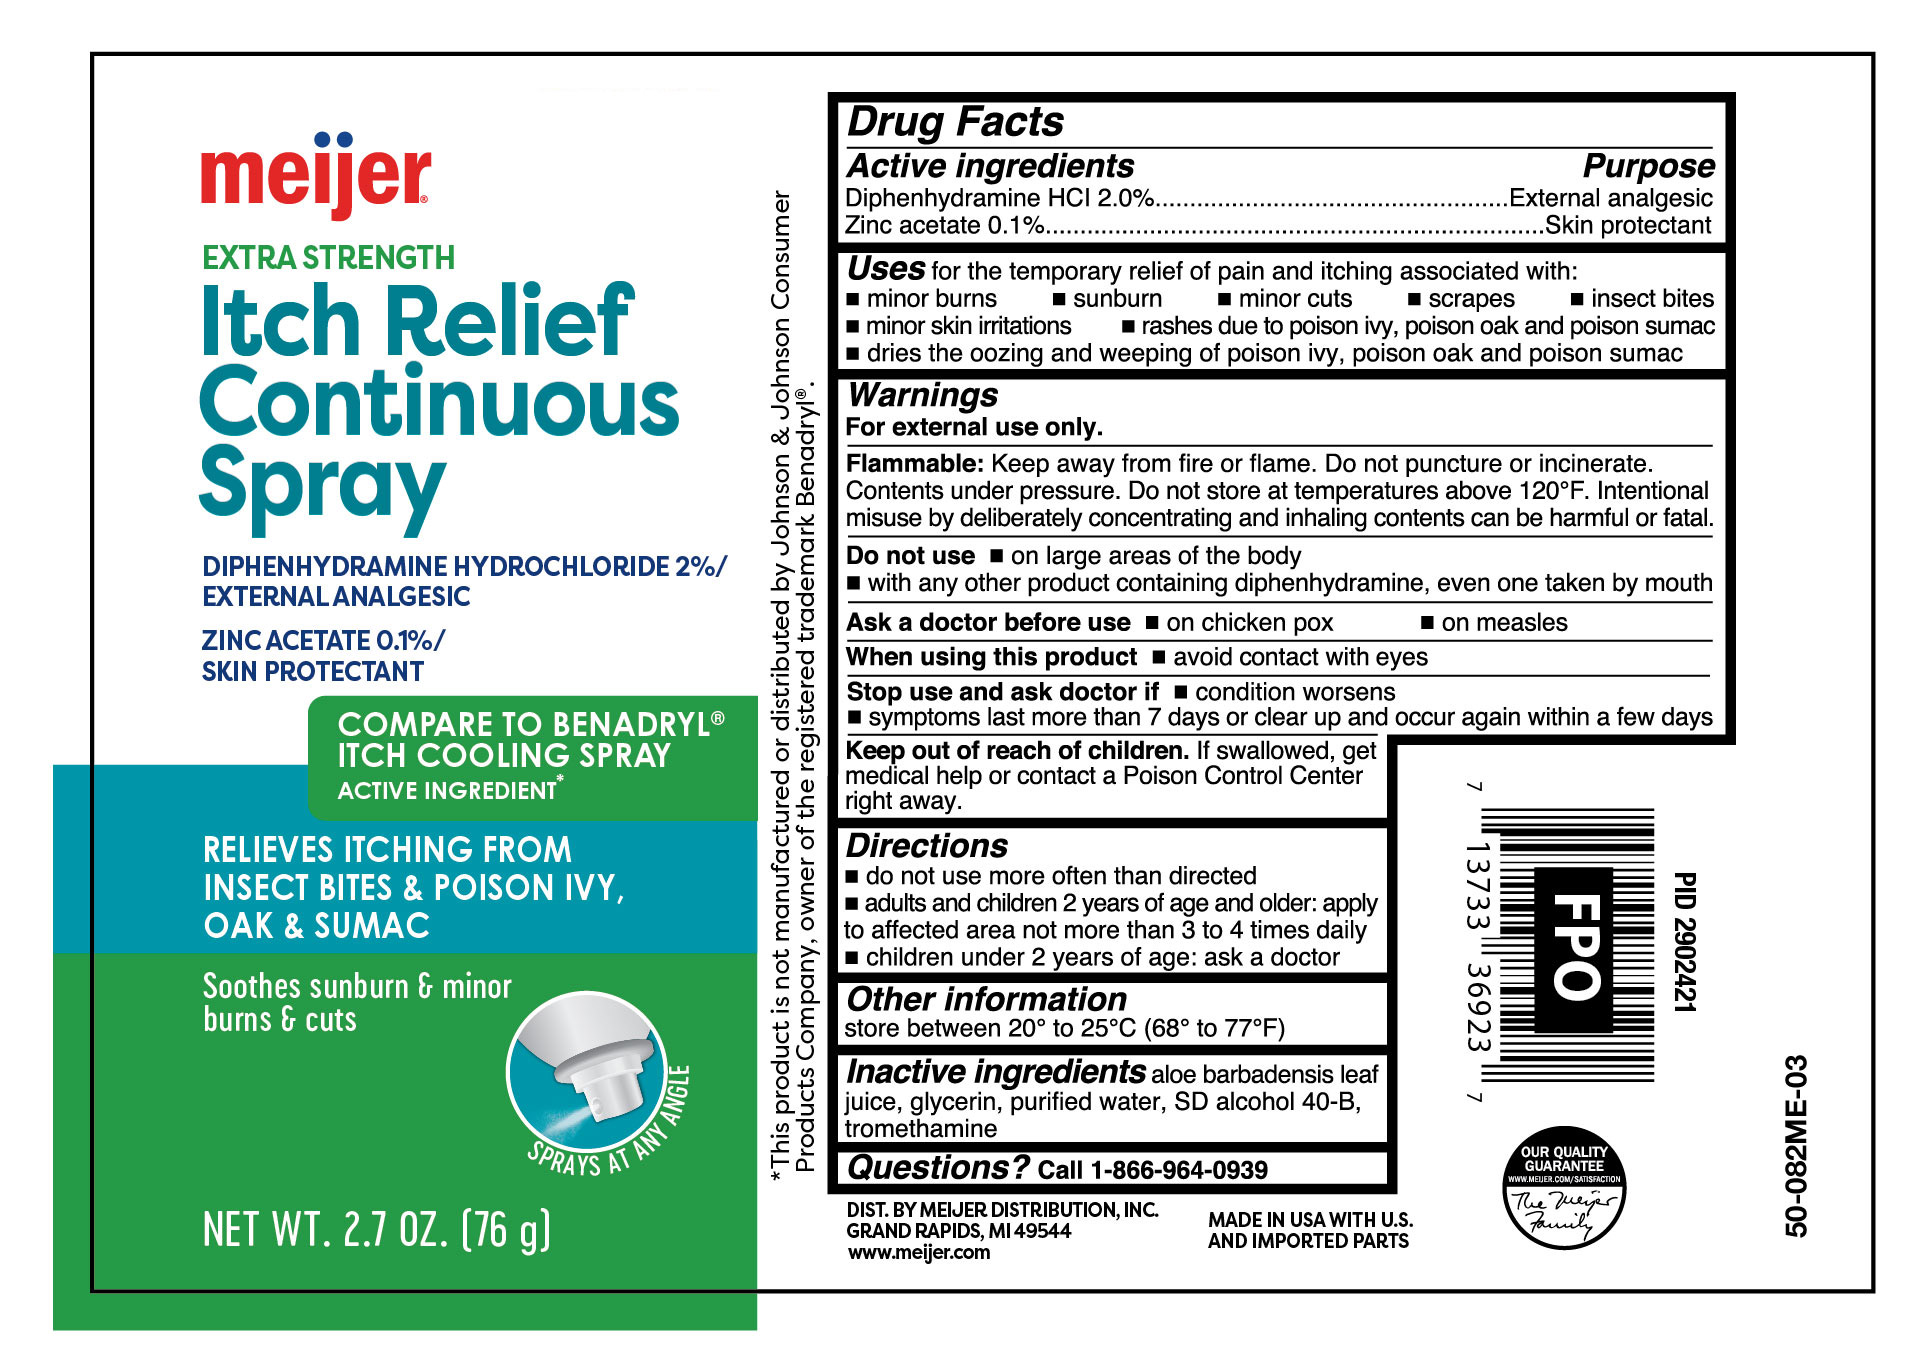 meijer®
EXTRA STRENGTH
Itch Relief
Continuous
Spray
DIPHENHYDRAMINE HYDROCHLORIDE 2%/
EXTERNAL ANALGESIC
ZINC ACETATE 0.1%/
SKIN PROTECTANT
COMPARE TO BENADRYL®
ITCH COOLING SPRAY
ACTIVE INGREDIENT*
RELIEVES ITCHING FROM
INSECT BITES & POISON IVY,
OAK & SUMAC
Soothes sunburn & minor
burns & cuts
SPRAYS AT ANY ANGLE
NET WT. 2.7 OZ. (76 g)
*This product is not manufactured or distributed by Johnson & Johnson Consumer
Products Company, owner of the registered trademark Benadryl®.
Drug Facts
Active ingredients Purpose
Diphenhydramine HCl 2.0%..................................................External analgesic
Zinc acetate 0.1%.......................................................................Skin protectant
Uses for the temporary relief of pain and itching associated with:
■ minor burns ■ sunburn ■ minor cuts ■ scrapes ■ insect bites
■ minor skin irritations ■ rashes due to poison ivy, poison oak and poison sumac
■ dries the oozing and weeping of poison ivy, poison oak and poison sumac
Warnings
For external use only.
Flammable: Keep away from fire or flame. Do not puncture or incinerate.
Contents under pressure. Do not store at temperatures above 120°F. Intentional
misuse by deliberately concentrating and inhaling contents can be harmful or fatal.
Do not use ■ on large areas of the body
■ with any other product containing diphenhydramine, even one taken by mouth
Ask a doctor before use ■ on chicken pox ■ on measles
When using this product ■ avoid contact with eyes
Stop use and ask doctor if ■ condition worsens
■ symptoms last more than 7 days or clear up and occur again within a few days
Keep out of reach of children. If swallowed, get
medical help or contact a Poison Control Center
right away.
Directions
■ do not use more often than directed
■ adults and children 2 years of age and older: apply
to affected area not more than 3 to 4 times daily
■ children under 2 years of age: ask a doctor
Other information
store between 20° to 25°C (68° to 77°F)
Inactive ingredients aloe barbadensis leaf
juice, glycerin, purified water, SD alcohol 40-B,
tromethamine
Questions? Call 1-866-964-0939
DIST. BY MEIJER DISTRIBUTION, INC.
GRAND RAPIDS, MI 49544
www.meijer.com
MADE IN USA WITH U.S.
AND IMPORTED PARTS
7 13733 36923 7
FPO
PID 2902421
OUR QUALITY
GUARANTEE
WWW.MEIJER.COM/SATISFACTION
The Meijer
Family
50-082ME-03